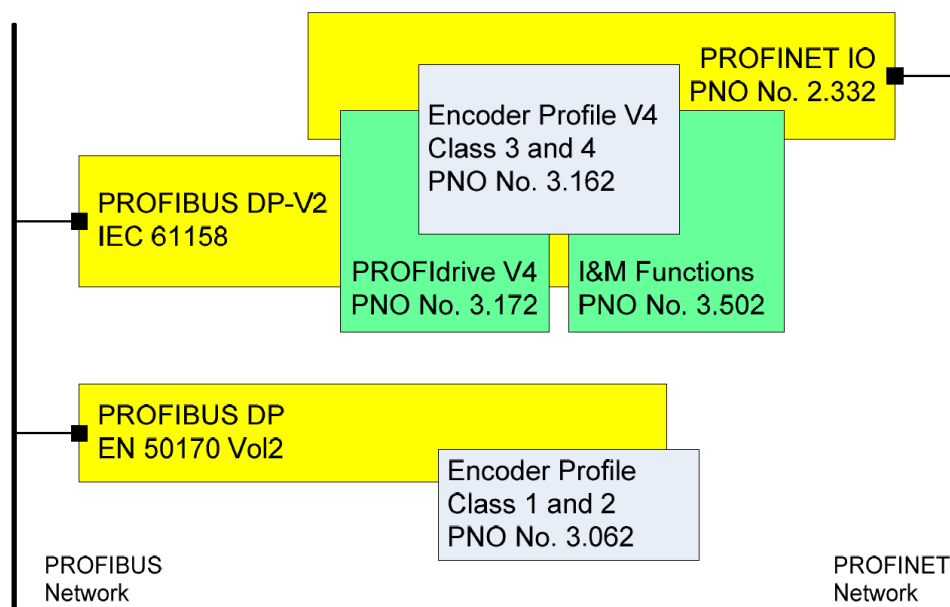 PROFINET IO
PNO No. 2.332
Encoder Profile V4
Class 3 and 4
PNO No. 3.162
PROFIBUS DP-V2
IEC 61158
PROFIdrive V4
PNO No. 3.172
I&M Functions
PNO No. 3.502
PROFIBUS DP
EN 50170 Vol2
Encoder Profile
Class 1 and 2
PNO No. 3.062
PROFIBUS
Network
PROFINET
Network